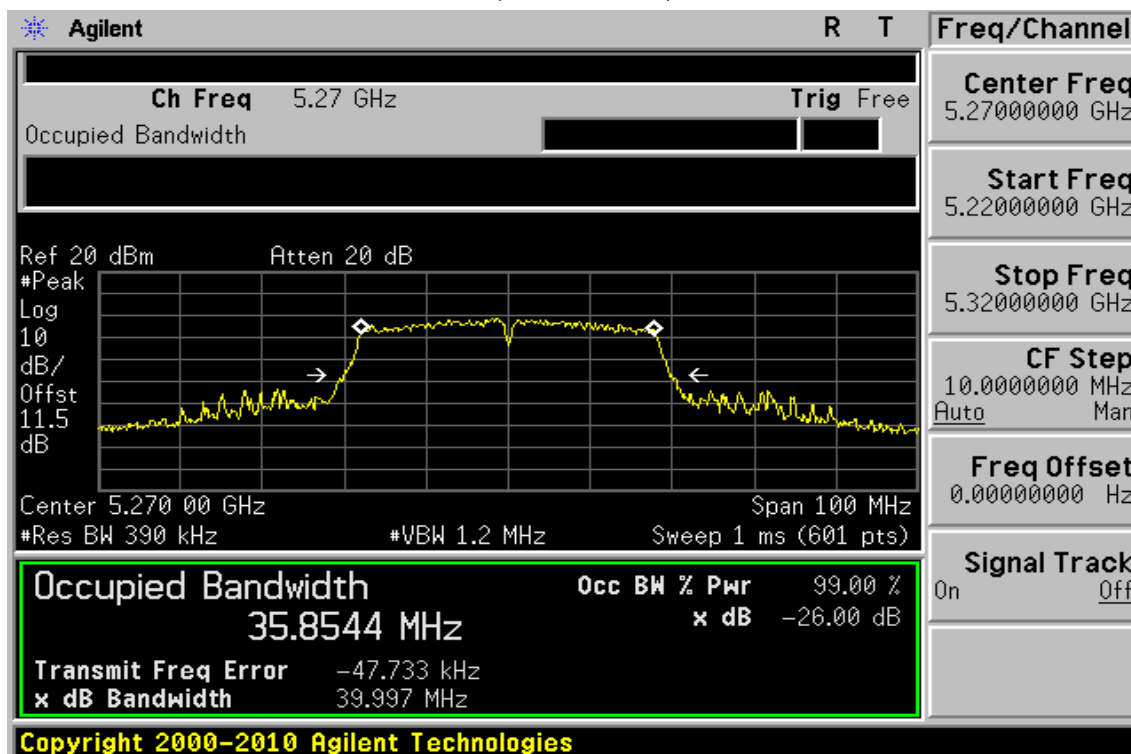 Agilent R T Freq/Channel
Ch Freq 5.27 GHz Trig Free
Occupied Bandwidth
Center Freq
5.27000000 GHz
Start Freq
5.22000000 GHz
Stop Freq
5.32000000 GHz
CF Step
10.0000000 MHz
Auto Man
Freq Offset
0.00000000 Hz
Signal Track
On Off
Ref 20 dBm Atten 20 dB
#Peak
Log
10
dB/
Offst
11.5
dB
Center 5.270 00 GHz Span 100 MHz
#Res BW 390 kHz #VBW 1.2 MHz Sweep 1 ms (601 pts)
Occupied Bandwidth Occ BW % Pwr 99.00 %
35.8544 MHz x dB -26.00 dB
Transmit Freq Error -47.733 kHz
x dB Bandwidth 39.997 MHz
Copyright 2000-2010 Agilent Technologies